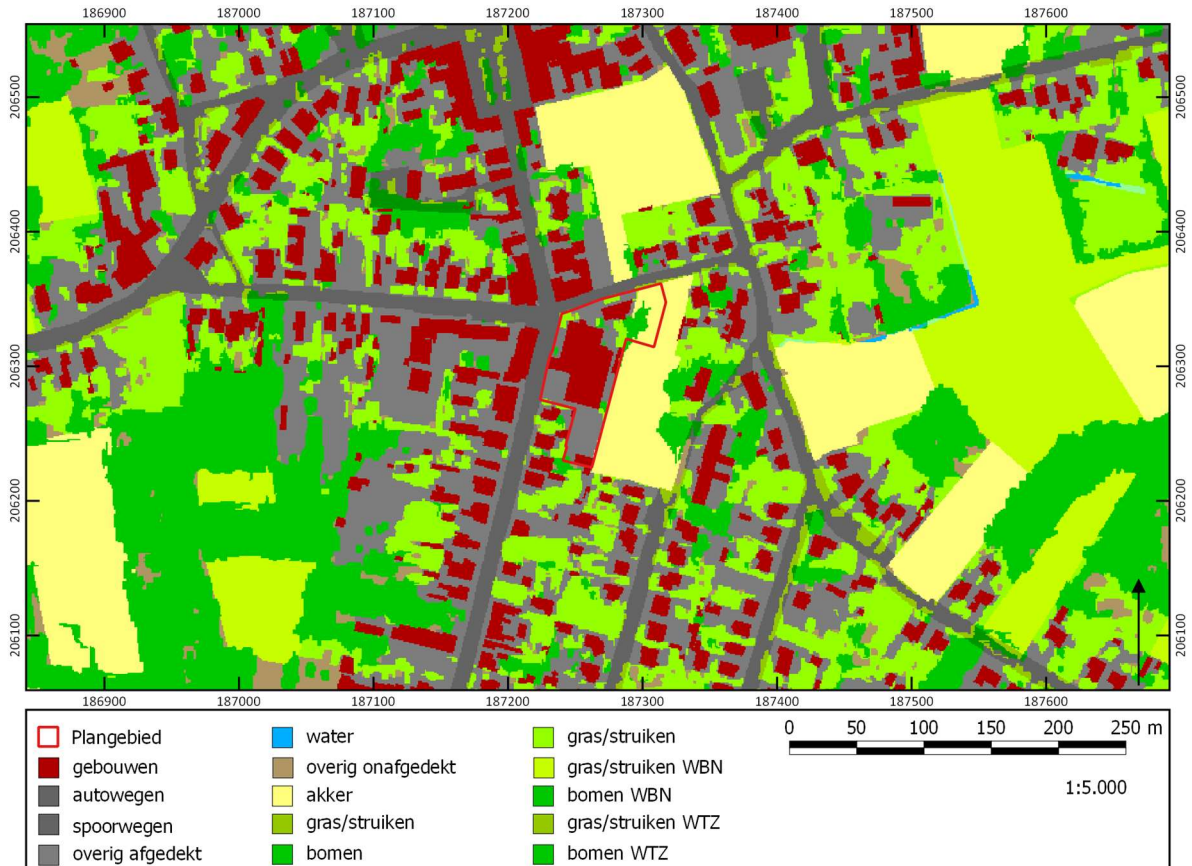 186900 187000 187100 187200 187300 187400 187500 187600
206500 206500
206400 206400
206300 206300
206200 206200
206100 206100
186900 187000 187100 187200 187300 187400 187500 187600
Plangebied
gebouwen
autowegen
spoorwegen
overig afgedekt
water
overig onafgedekt
akker
gras/struiken
bomen
gras/struiken
gras/struiken WBN
bomen WBN
gras/struiken WTZ
bomen WTZ
0 50 100 150 200 250 m
1:5.000